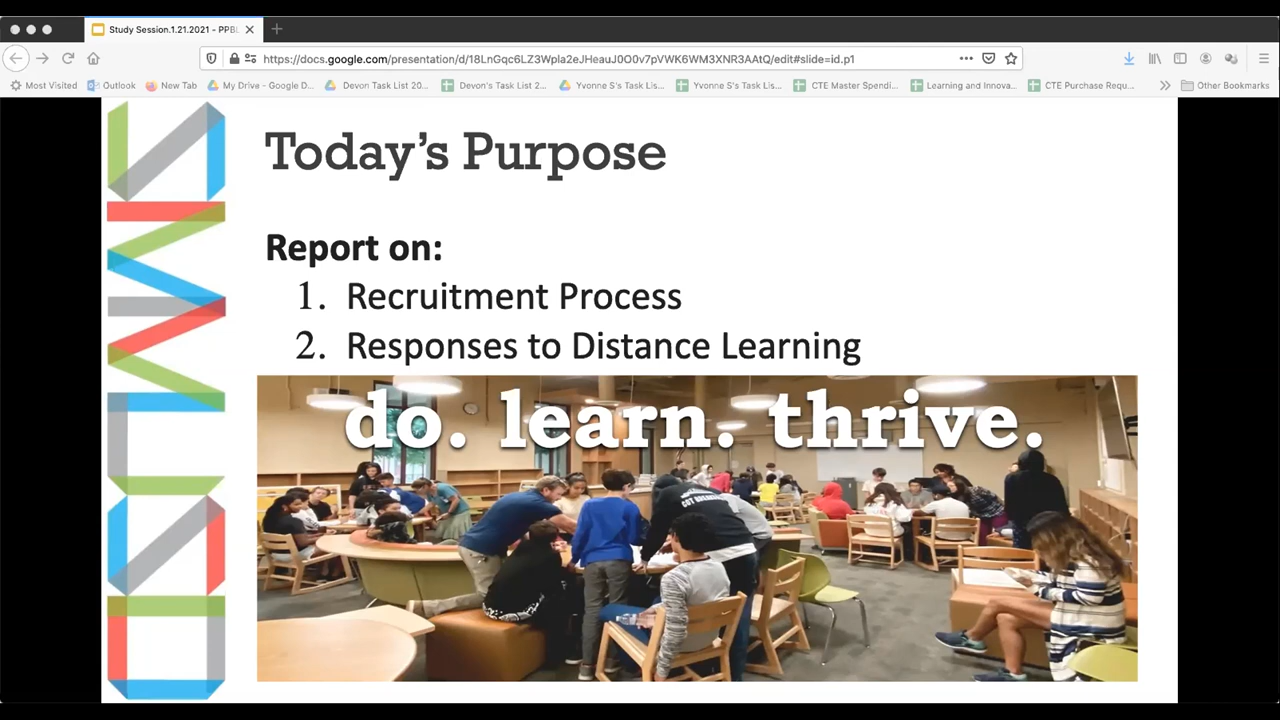 Study Session.1.21.2021 - PPBL
https://docs.google.com/presentation/d/18LnGqc6LZ3Wpla2eJHeauJ0O0v7pVWK6WM3XNR3AAtQ/edit#slide=id.p1
Most Visited
Outlook
New Tab
My Drive - Google D...
Devon Task List 20...
Devon's Task List 2...
Yvonne S's Task Lis...
Yvonne S's Task Lis...
CTE Master Spendi...
Learning and Innova...
CTE Purchase Requ...
Other Bookmarks
Today's Purpose
Report on:
1. Recruitment Process
2. Responses to Distance Learning
do. learn. thrive.